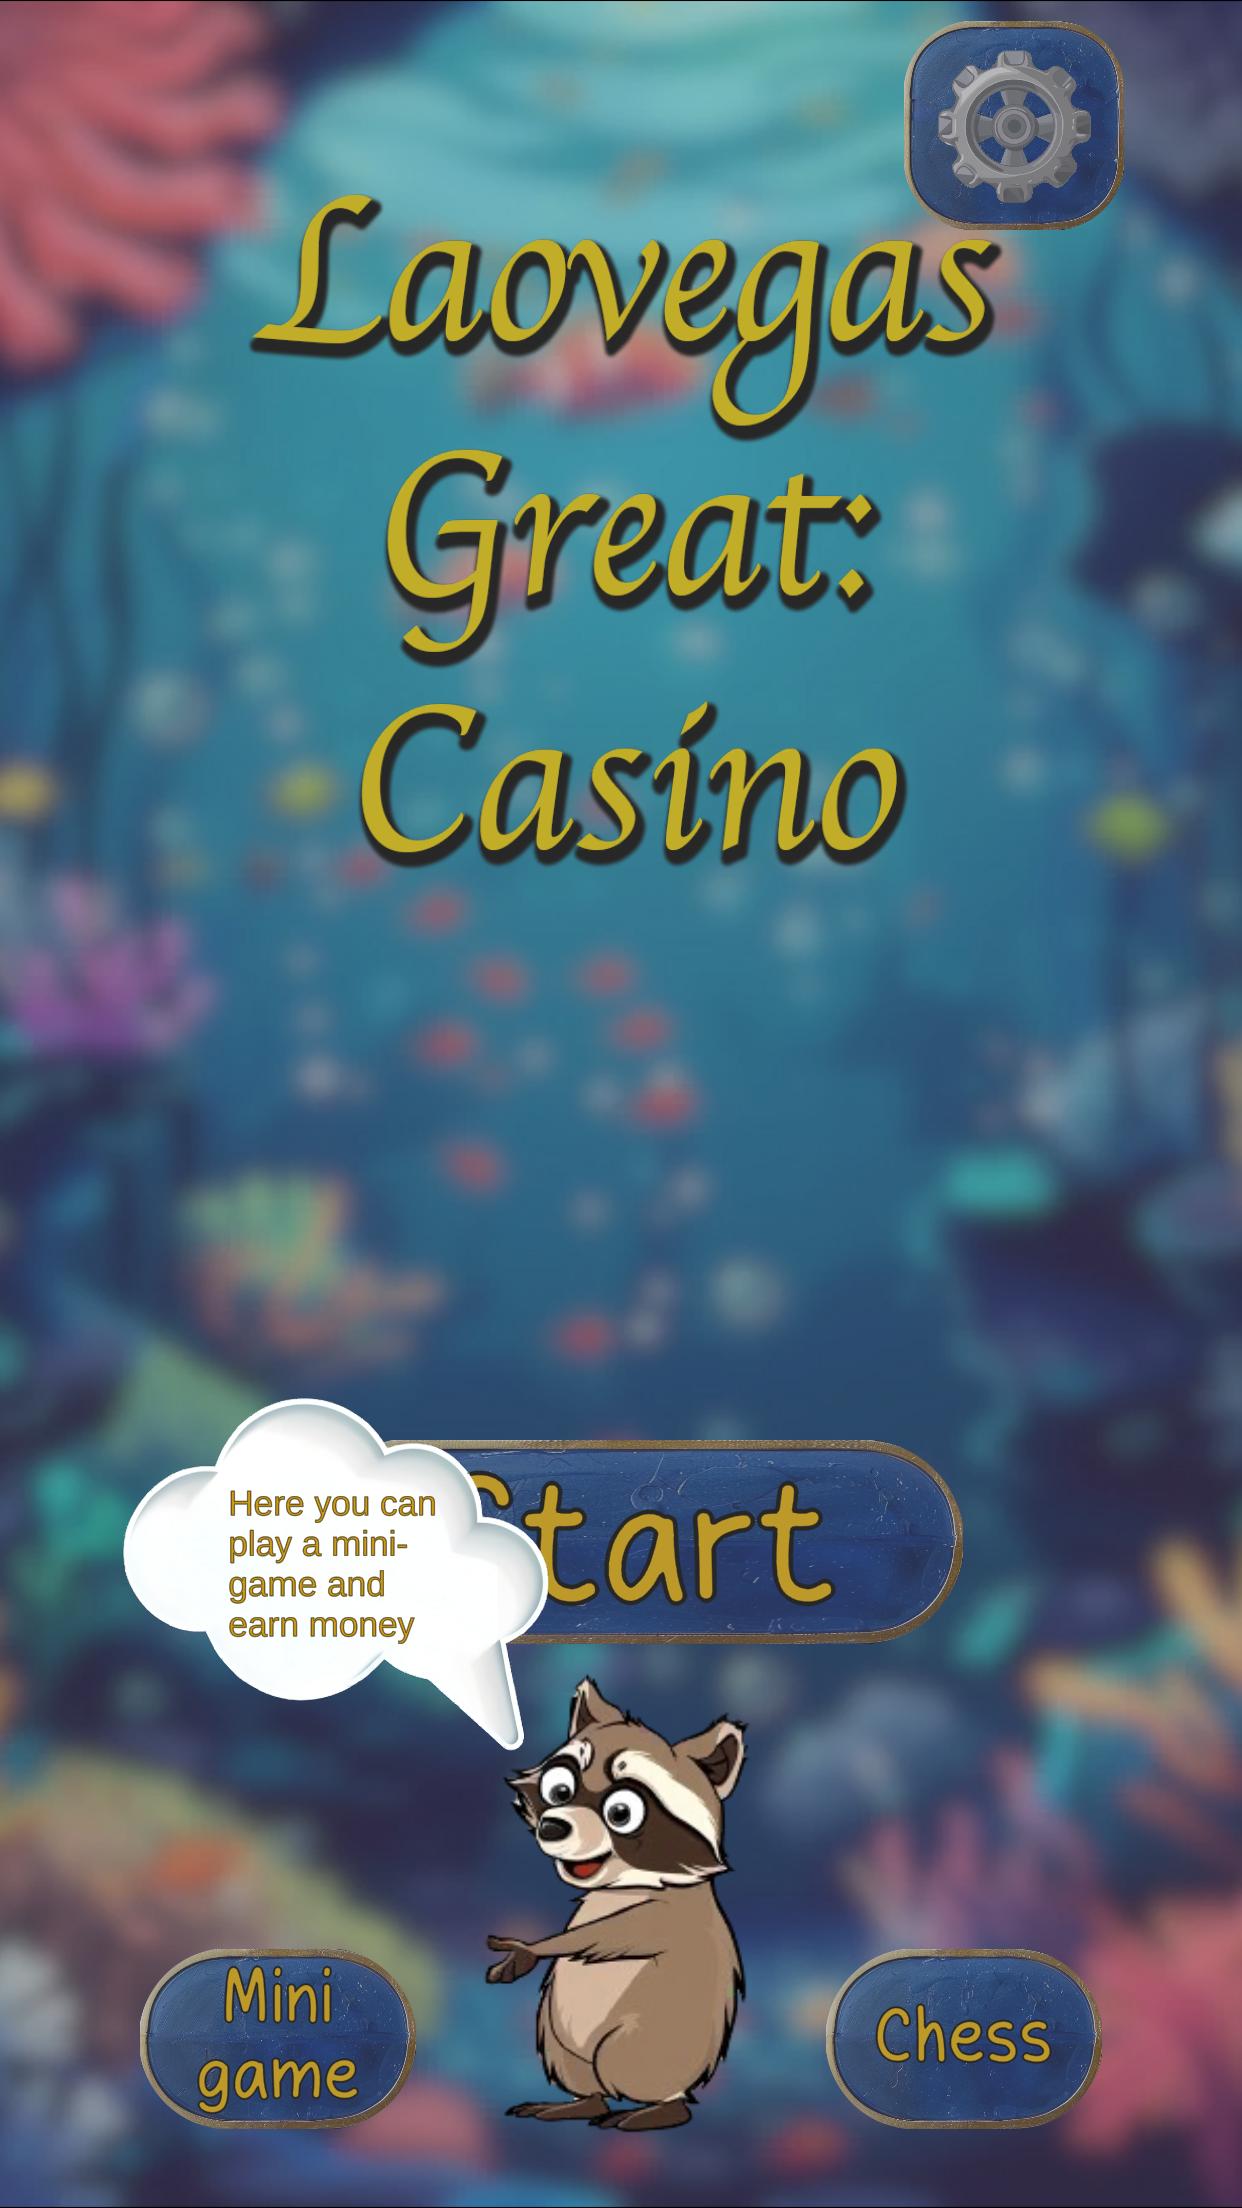 Laovegas
Great:
Casino
Here you can
play a mini-
game and
earn money
Start
Mini
game
Chess